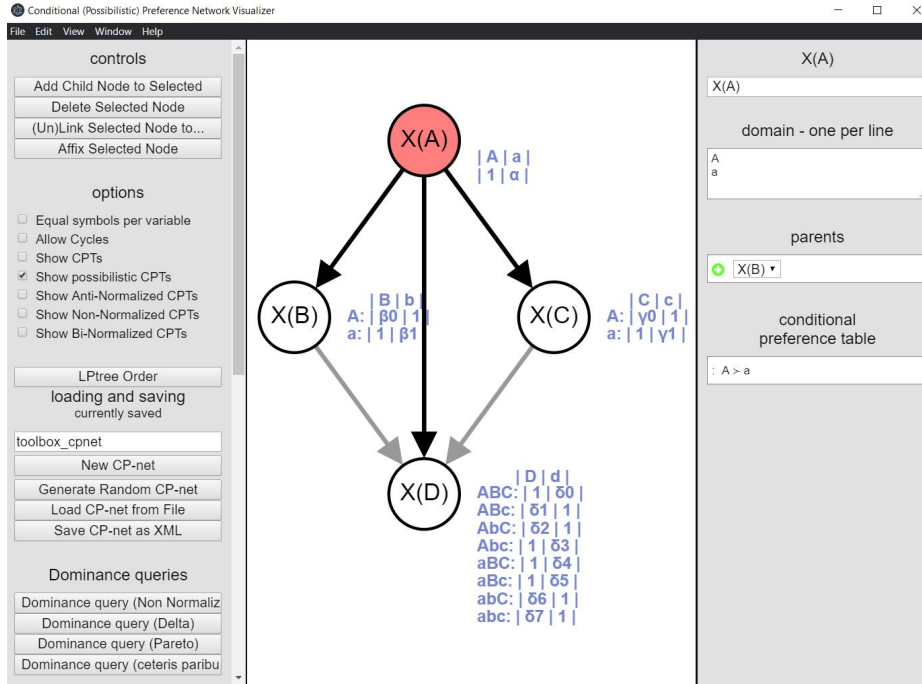 Conditional (Possibilistic) Preference Network Visualizer
File Edit View Window Help
controls
Add Child Node to Selected
Delete Selected Node
(Un)Link Selected Node to...
Affix Selected Node
options
Equal symbols per variable
Allow Cycles
Show CPTs
Show possibilistic CPTs
Show Anti-Normalized CPTs
Show Non-Normalized CPTs
Show Bi-Normalized CPTs
LPtree Order
loading and saving
currently saved
toolbox_cpnet
New CP-net
Generate Random CP-net
Load CP-net from File
Save CP-net as XML
Dominance queries
Dominance query (Non Normaliz
Dominance query (Delta)
Dominance query (Pareto)
Dominance query (ceteris paribu
X(A)
| A | a |
| 1 | α |
X(B)
| B | b |
A: | β0 | 1 |
a: | 1 | β1 |
X(C)
| C | c |
A: | γ0 | 1 |
a: | 1 | γ1 |
X(D)
| D | d |
ABC: | 1 | δ0 |
ABc: | δ1 | 1 |
AbC: | δ2 | 1 |
Abc: | 1 | δ3 |
aBC: | 1 | δ4 |
aBc: | 1 | δ5 |
abC: | δ6 | 1 |
abc: | δ7 | 1 |
X(A)
X(A)
domain - one per line
A
a
parents
X(B)
conditional
preference table
: A ≻ a